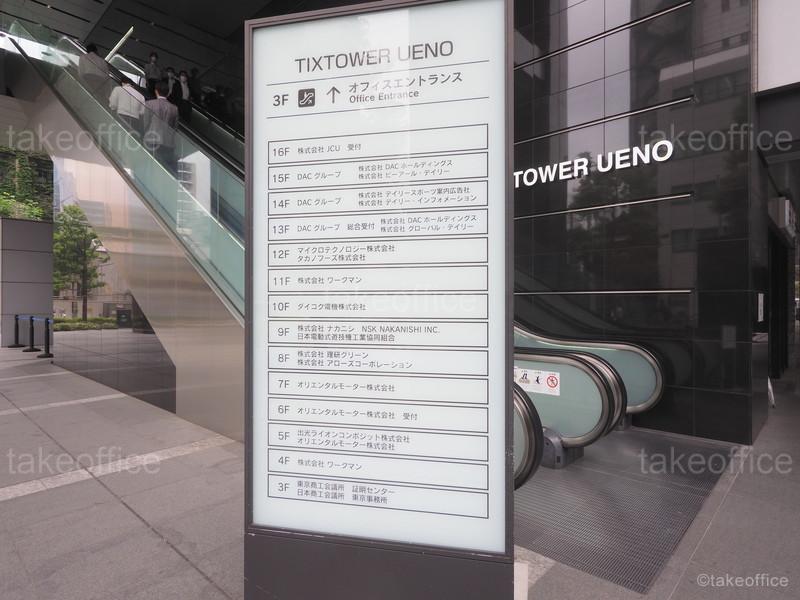 TIXTOWER UENO
3F ↑ オフィスエントランス
Office Entrance
16F 株式会社 JCU 受付
15F DAC グループ 株式会社 DAC ホールディングス
株式会社 ピーアール・デイリー
14F DAC グループ 株式会社 デイリースポーツ案内広告社
株式会社 デイリー・インフォメーション
13F DAC グループ 総合受付 株式会社 DAC ホールディングス
株式会社 グローバル・デイリー
12F マイクロテクノロジー株式会社
タカノフーズ株式会社
11F 株式会社 ワークマン
10F ダイコク電機株式会社
9F 株式会社 ナカニシ NSK NAKANISHI INC.
日本電動式遊技機工業協同組合
8F 株式会社 理研グリーン
株式会社 アローズコーポレーション
7F オリエンタルモーター株式会社
6F オリエンタルモーター株式会社 受付
5F 出光ライオンコンポジット株式会社
オリエンタルモーター株式会社
4F 株式会社 ワークマン
3F 東京商工会議所 証明センター
日本商工会議所 東京事務所
TOWER UENO
takeoffice
takeoffice
takeoffice
takeoffice
takeoffice
©takeoffice